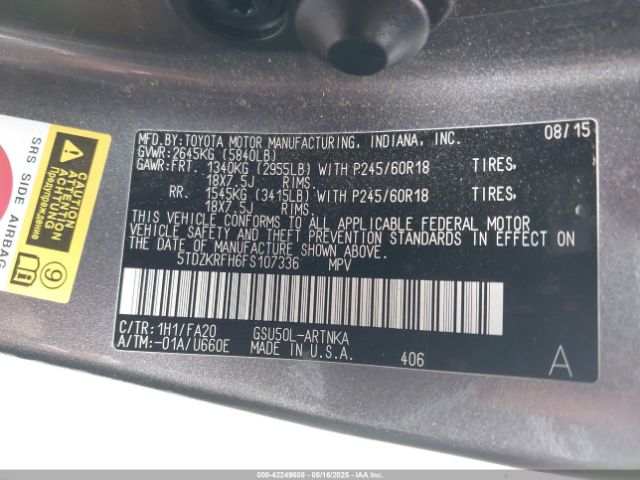 MFD.BY:TOYOTA MOTOR MANUFACTURING, INDIANA, INC. 08/15
GVWR:2645KG (5840LB)
GAWR:FRT. 1340KG (2955LB) WITH P245/60R18 TIRES,
18X7.5J RIMS.
RR. 1545KG (3415LB) WITH P245/60R18 TIRES,
18X7.5J RIMS.
THIS VEHICLE CONFORMS TO ALL APPLICABLE FEDERAL MOTOR
VEHICLE SAFETY AND THEFT PREVENTION STANDARDS IN EFFECT
ON THE DATE OF MANUFACTURE SHOWN ABOVE.
5TDZKRFH6FS107336 MPV
C/TR: 1H1/FA20 GSU50L-ARTNKA
A/TM:-01A/U660E MADE IN U.S.A. 406 A
SRS SIDE AIRBAG
CAUTION
ATTENTION
Предупреждение
9
000-42249608 - 05/16/2025 - IAAI.COM